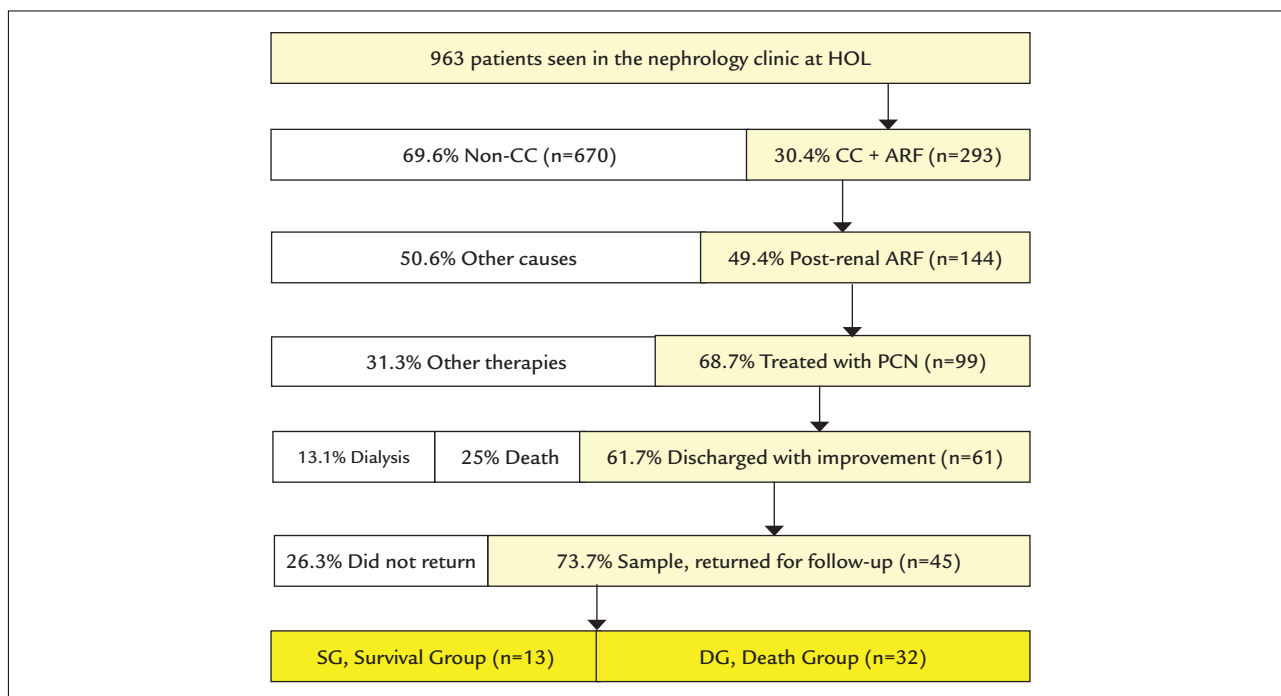 963 patients seen in the nephrology clinic at HOL
69.6% Non-CC (n=670)
30.4% CC + ARF (n=293)
50.6% Other causes
49.4% Post-renal ARF (n=144)
31.3% Other therapies
68.7% Treated with PCN (n=99)
13.1% Dialysis
25% Death
61.7% Discharged with improvement (n=61)
26.3% Did not return
73.7% Sample, returned for follow-up (n=45)
SG, Survival Group (n=13)
DG, Death Group (n=32)